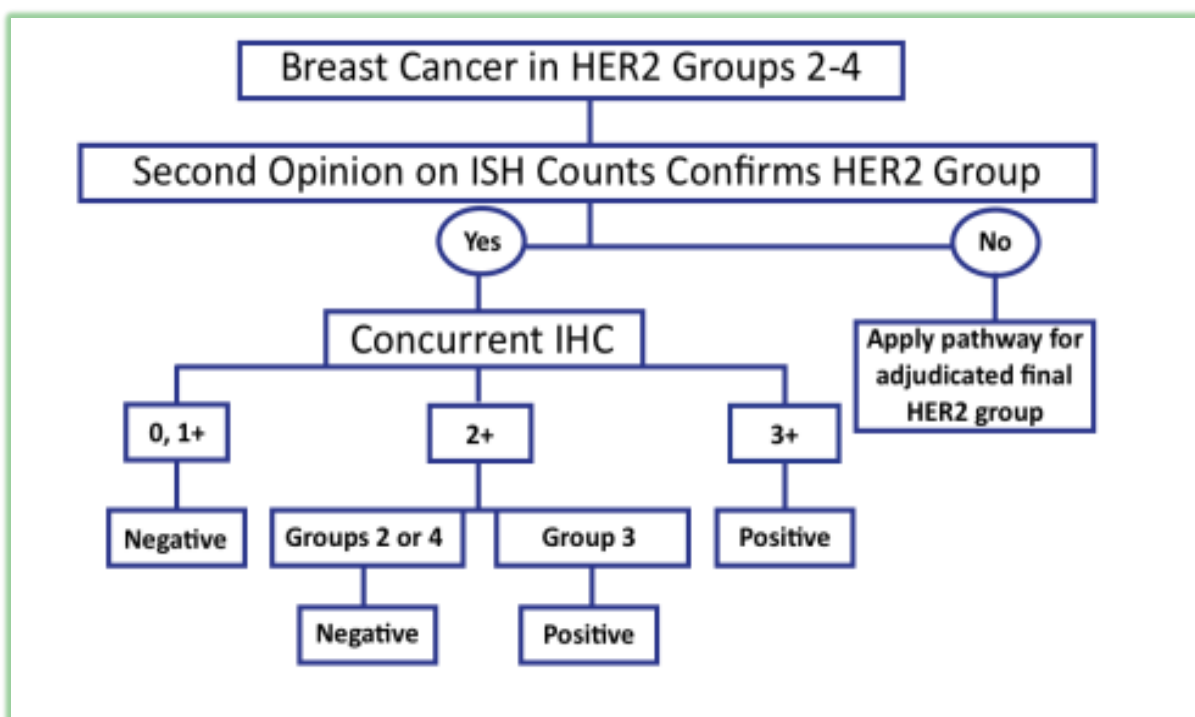 Breast Cancer in HER2 Groups 2-4
Second Opinion on ISH Counts Confirms HER2 Group
Yes
No
Concurrent IHC
Apply pathway for
adjudicated final
HER2 group
0, 1+
2+
3+
Negative
Groups 2 or 4
Group 3
Positive
Negative
Positive